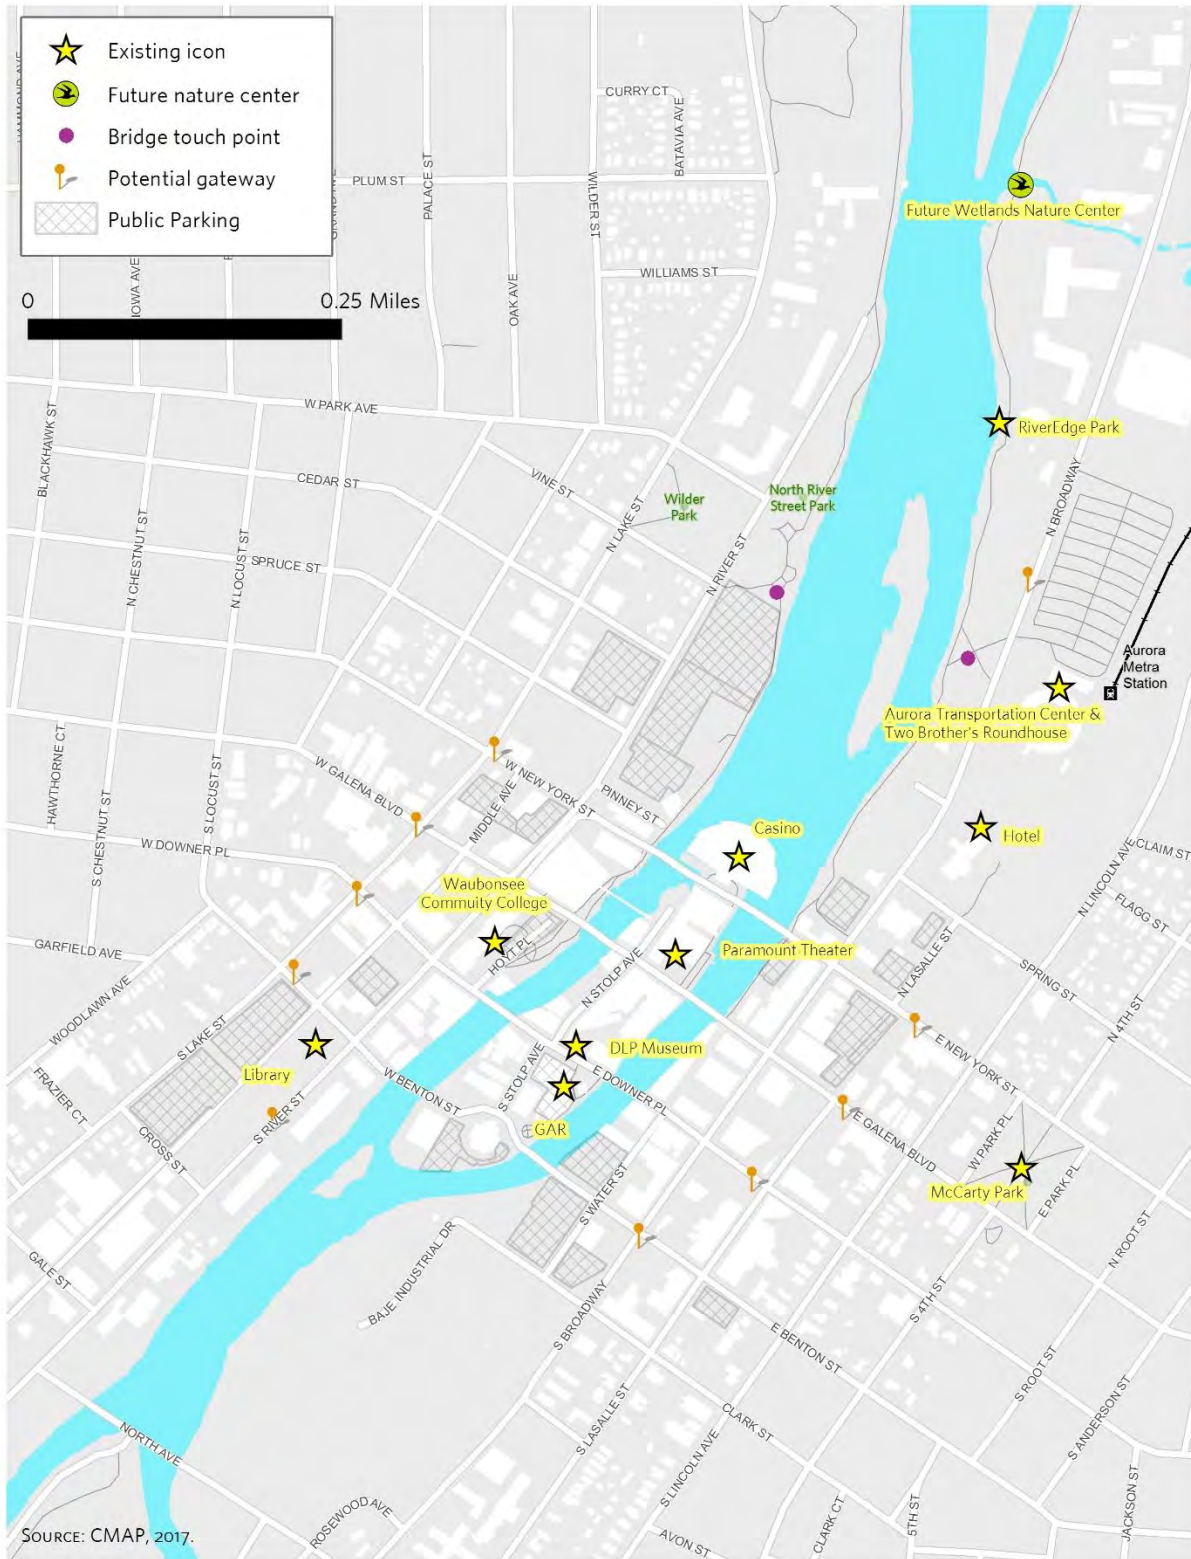 Existing icon
Future nature center
Bridge touch point
Potential gateway
Public Parking
0
0.25 Miles
CURRY CT
BATAVIA AVE
PLUM ST
PALACE ST
WILDER ST
WILLIAMS ST
IOWA AVE
OAK AVE
Future Wetlands Nature Center
W PARK AVE
BLACKHAWK ST
RiverEdge Park
CEDAR ST
VINE ST
N LAKE ST
Wilder
Park
North River
Street Park
N BROADWAY
N CHESTNUT ST
N LOCUST ST
SPRUCE ST
N RIVER ST
Aurora
Metra
Station
Aurora Transportation Center &
Two Brother's Roundhouse
HAWTHORNE CT
S LOCUST ST
W GALENA BLVD
W NEW YORK ST
MIDDLE AVE
PINNEY ST
S CHESTNUT ST
W DOWNER PL
Casino
Hotel
CLAIM ST
N LINCOLN AVE
FLAGG ST
Waubonsee
Commuity College
GARFIELD AVE
HOYT PL
Paramount Theater
N LASALLE ST
SPRING ST
WOODLAWN AVE
N STOLP AVE
N 4TH ST
S LAKE ST
Library
DLP Museum
E NEW YORK ST
FRAZIER CT
W BENTON ST
S STOLP AVE
E DOWNER PL
GAR
S RIVER ST
CROSS ST
E GALENA BLVD
W PARK PL
McCarty Park
E PARK PL
S WATER ST
N ROOT ST
GALE ST
BAJE INDUSTRIAL DR
S BROADWAY
S 4TH ST
E BENTON ST
S ROOT ST
NORTH AVE
S LASALLE ST
CLARK ST
S ANDERSON ST
S LINCOLN AVE
ROSEWOOD AVE
AVON ST
CLARK CT
5TH ST
JACKSON ST
SOURCE: CMAP, 2017.